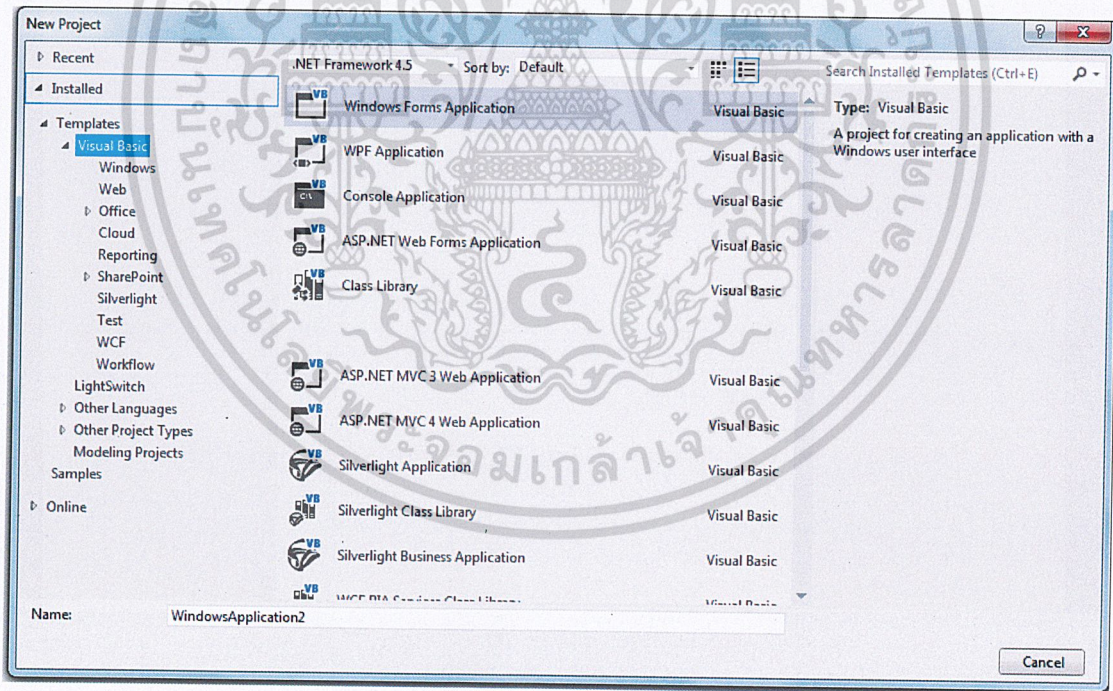 New Project
Recent
.NET Framework 4.5 Sort by: Default
Search Installed Templates (Ctrl+E)
Installed
Templates
Visual Basic
Windows
Web
Office
Cloud
Reporting
SharePoint
Silverlight
Test
WCF
Workflow
LightSwitch
Other Languages
Other Project Types
Modeling Projects
Samples
Online
Windows Forms Application Visual Basic
WPF Application Visual Basic
Console Application Visual Basic
ASP.NET Web Forms Application Visual Basic
Class Library Visual Basic
ASP.NET MVC 3 Web Application Visual Basic
ASP.NET MVC 4 Web Application Visual Basic
Silverlight Application Visual Basic
Silverlight Class Library Visual Basic
Silverlight Business Application Visual Basic
Type: Visual Basic
A project for creating an application with a
Windows user interface
Name: WindowsApplication2
Cancel